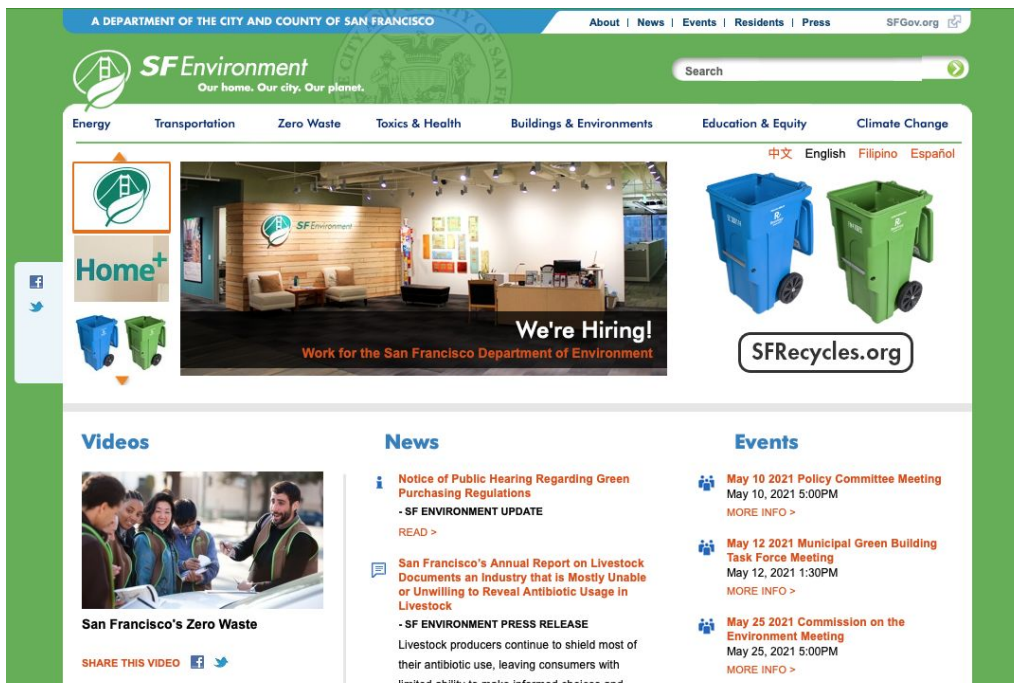 A DEPARTMENT OF THE CITY AND COUNTY OF SAN FRANCISCO
About | News | Events | Residents | Press
SFGov.org
SF Environment
Our home. Our city. Our planet.
Search
Energy
Transportation
Zero Waste
Toxics & Health
Buildings & Environments
Education & Equity
Climate Change
中文 English Filipino Español
Home+
SF Environment
We're Hiring!
Work for the San Francisco Department of Environment
SFRecycles.org
Videos
San Francisco's Zero Waste
SHARE THIS VIDEO
News
Notice of Public Hearing Regarding Green
Purchasing Regulations
- SF ENVIRONMENT UPDATE
READ >
San Francisco's Annual Report on Livestock
Documents an Industry that is Mostly Unable
or Unwilling to Reveal Antibiotic Usage in
Livestock
- SF ENVIRONMENT PRESS RELEASE
Livestock producers continue to shield most of
their antibiotic use, leaving consumers with
limited ability to make informed choices and
Events
May 10 2021 Policy Committee Meeting
May 10, 2021 5:00PM
MORE INFO >
May 12 2021 Municipal Green Building
Task Force Meeting
May 12, 2021 1:30PM
MORE INFO >
May 25 2021 Commission on the
Environment Meeting
May 25, 2021 5:00PM
MORE INFO >